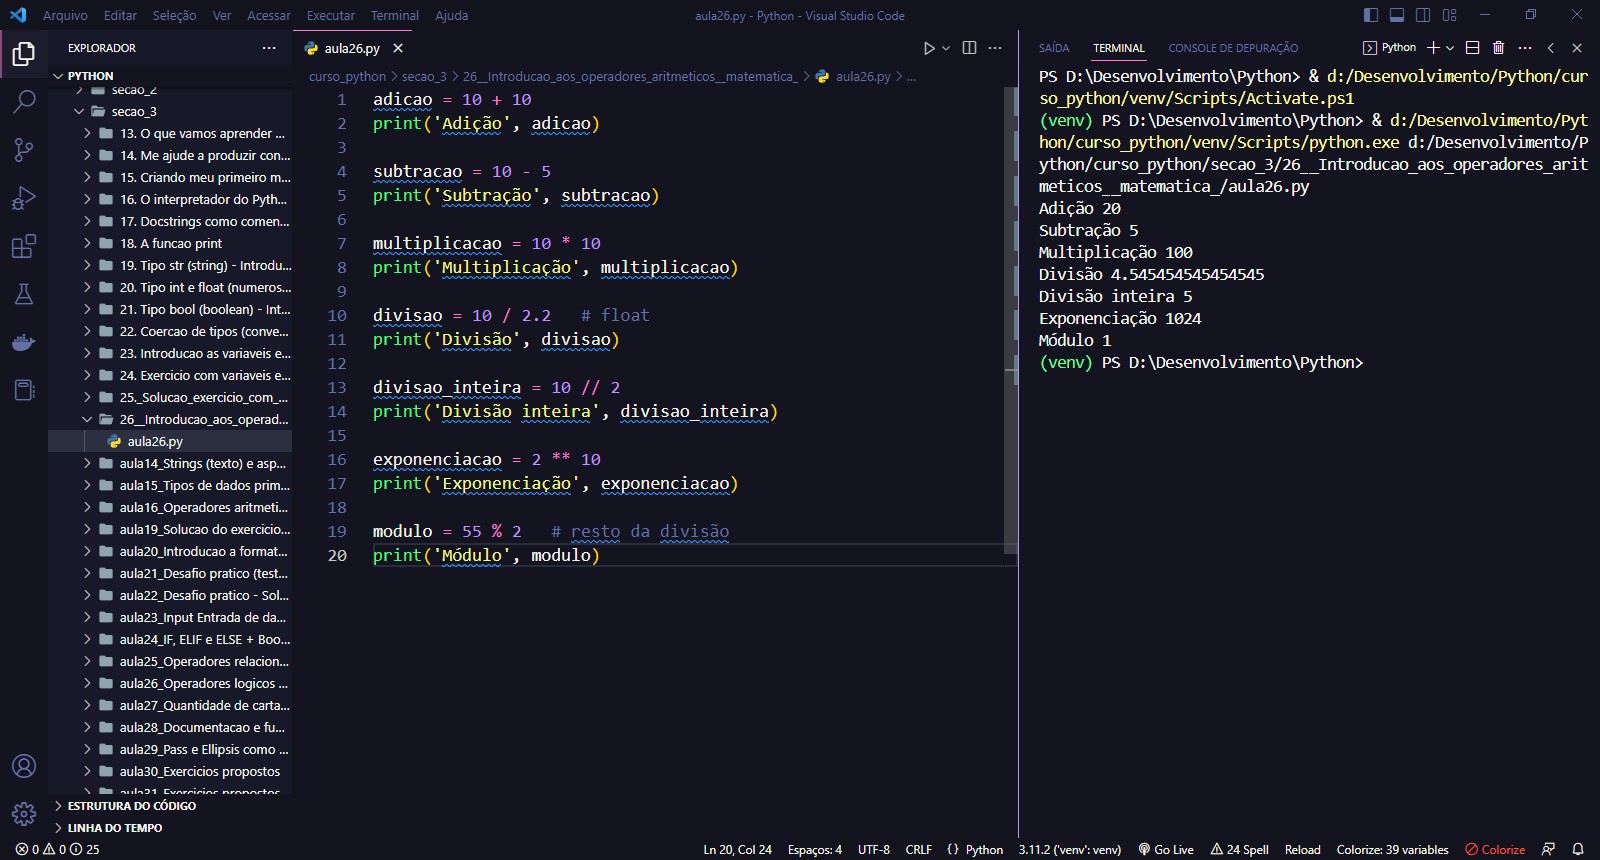 Arquivo Editar Seleção Ver Acessar Executar Terminal Ajuda
aula26.py - Python - Visual Studio Code
EXPLORADOR
PYTHON
secao_2
secao_3
13. O que vamos aprender ...
14. Me ajude a produzir con...
15. Criando meu primeiro m...
16. O interpretador do Pyth...
17. Docstrings como comen...
18. A funcao print
19. Tipo str (string) - Introdu...
20. Tipo int e float (numeros...
21. Tipo bool (boolean) - Int...
22. Coercao de tipos (conve...
23. Introducao as variaveis e...
24. Exercicio com variaveis e...
25._Solucao_exercicio_com_...
26__Introducao_aos_operad...
aula26.py
aula14_Strings (texto) e asp...
aula15_Tipos de dados prim...
aula16_Operadores aritmeti...
aula19_Solucao do exercicio...
aula20_Introducao a format...
aula21_Desafio pratico (test...
aula22_Desafio pratico - Sol...
aula23_Input Entrada de da...
aula24_IF, ELIF e ELSE + Boo...
aula25_Operadores relacion...
aula26_Operadores logicos ...
aula27_Quantidade de carta...
aula28_Documentacao e fu...
aula29_Pass e Ellipsis como ...
aula30_Exercicios propostos
aula31_Exercicios propostos
ESTRUTURA DO CÓDIGO
LINHA DO TEMPO
aula26.py
curso_python > secao_3 > 26__Introducao_aos_operadores_aritmeticos__matematica_ > aula26.py > ...
1 adicao = 10 + 10
2 print('Adição', adicao)
3
4 subtracao = 10 - 5
5 print('Subtração', subtracao)
6
7 multiplicacao = 10 * 10
8 print('Multiplicação', multiplicacao)
9
10 divisao = 10 / 2.2 # float
11 print('Divisão', divisao)
12
13 divisao_inteira = 10 // 2
14 print('Divisão inteira', divisao_inteira)
15
16 exponenciacao = 2 ** 10
17 print('Exponenciação', exponenciacao)
18
19 modulo = 55 % 2 # resto da divisão
20 print('Módulo', modulo)
SAÍDA TERMINAL CONSOLE DE DEPURAÇÃO Python
PS D:\Desenvolvimento\Python> & d:/Desenvolvimento/Python/cur
so_python/venv/Scripts/Activate.ps1
(venv) PS D:\Desenvolvimento\Python> & d:/Desenvolvimento/Pyt
hon/curso_python/venv/Scripts/python.exe d:/Desenvolvimento/P
ython/curso_python/secao_3/26__Introducao_aos_operadores_arit
meticos__matematica_/aula26.py
Adição 20
Subtração 5
Multiplicação 100
Divisão 4.545454545454545
Divisão inteira 5
Exponenciação 1024
Módulo 1
(venv) PS D:\Desenvolvimento\Python>
0 0 25 Ln 20, Col 24 Espaços: 4 UTF-8 CRLF {} Python 3.11.2 ('venv': venv) Go Live 24 Spell Reload Colorize: 39 variables Colorize